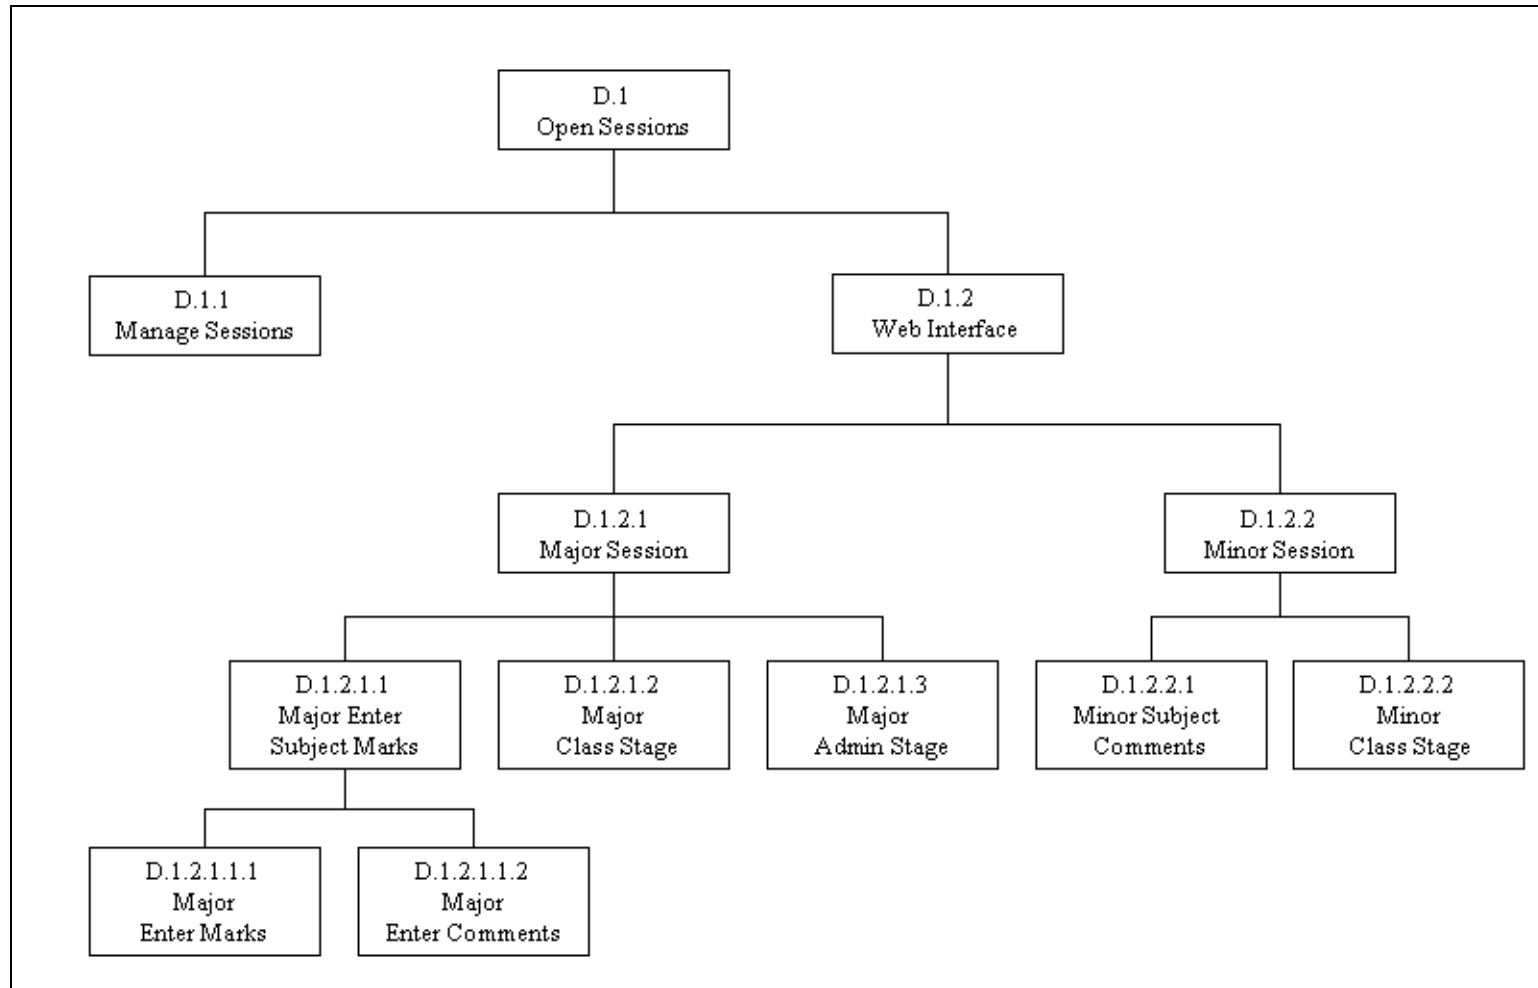 D.1
Open Sessions
D.1.1
Manage Sessions
D.1.2
Web Interface
D.1.2.1
Major Session
D.1.2.2
Minor Session
D.1.2.1.1
Major Enter
Subject Marks
D.1.2.1.2
Major
Class Stage
D.1.2.1.3
Major
Admin Stage
D.1.2.2.1
Minor Subject
Comments
D.1.2.2.2
Minor
Class Stage
D.1.2.1.1.1
Major
Enter Marks
D.1.2.1.1.2
Major
Enter Comments